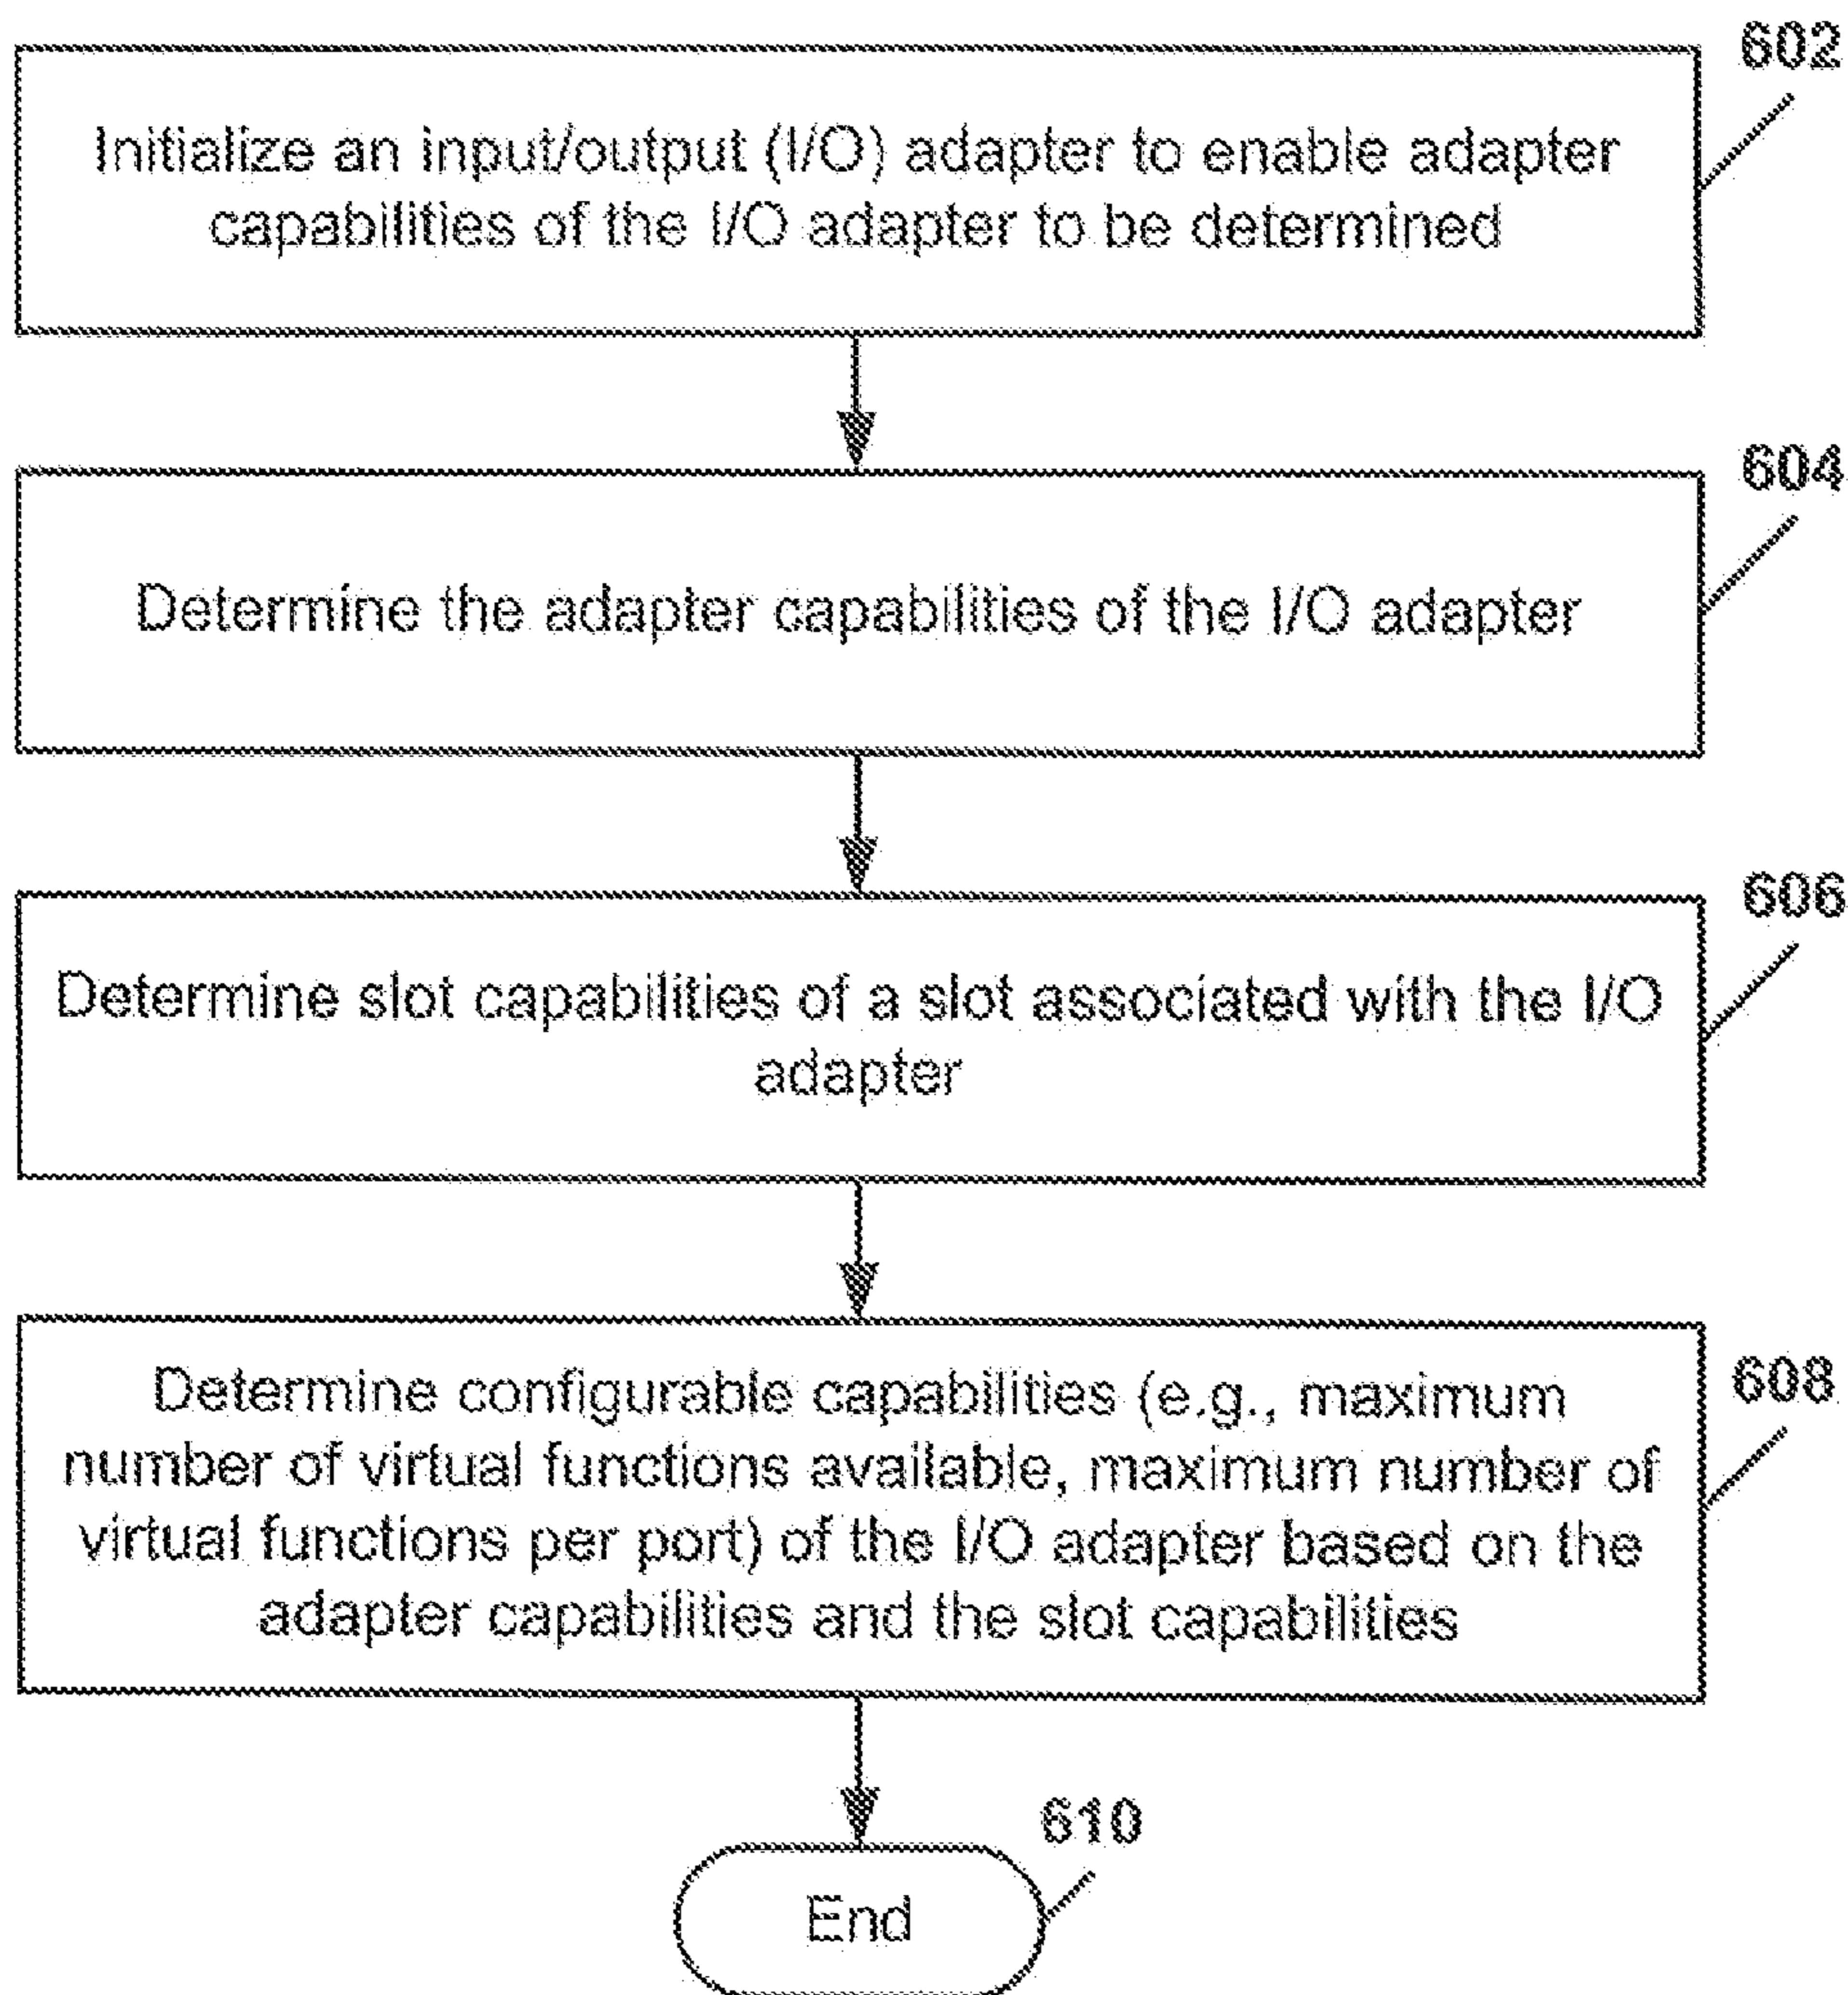 602
Initialize an input/output (I/O) adapter to enable adapter
capabilities of the I/O adapter to be determined
604
Determine the adapter capabilities of the I/O adapter
606
Determine slot capabilities of a slot associated with the I/O
adapter
608
Determine configurable capabilities (e.g., maximum
number of virtual functions available, maximum number of
virtual functions per port) of the I/O adapter based on the
adapter capabilities and the slot capabilities
610
End